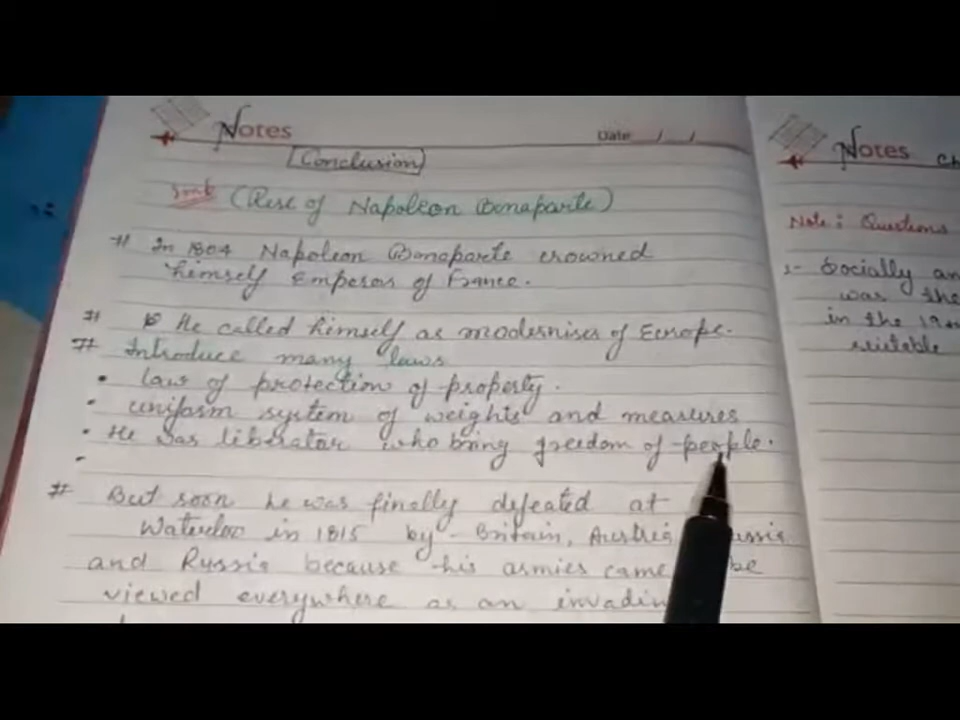 Notes
Date / /
[Conclusion]
(Rise of Napoleon Bonaparte)
# In 1804 Napoleon Bonaparte crowned
himself Emperor of France.
# He called himself as moderniser of Europe.
# Introduce many laws
• law of protection of property.
• uniform system of weights and measures
• He was liberator who bring freedom of people.
# But soon he was finally defeated at
Waterloo in 1815 by Britain, Austria
and Russia because his armies came be
viewed everywhere as an
Notes
Note: Questions
Socially
was the
in the
suitable